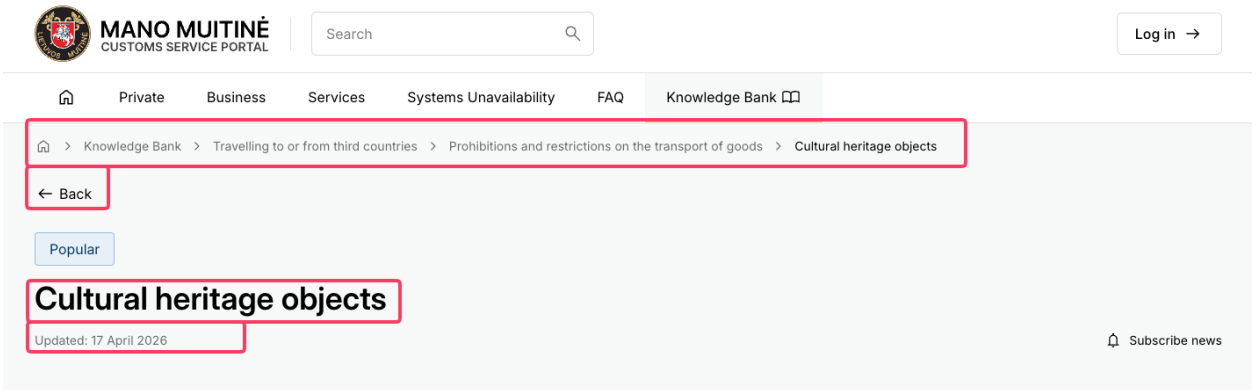 MANO MUITINĖ
CUSTOMS SERVICE PORTAL
Search
Log in
Private Business Services Systems Unavailability FAQ Knowledge Bank
Knowledge Bank > Travelling to or from third countries > Prohibitions and restrictions on the transport of goods > Cultural heritage objects
Back
Popular
Cultural heritage objects
Updated: 17 April 2026
Subscribe news
LIETUVOS MUITINĖ